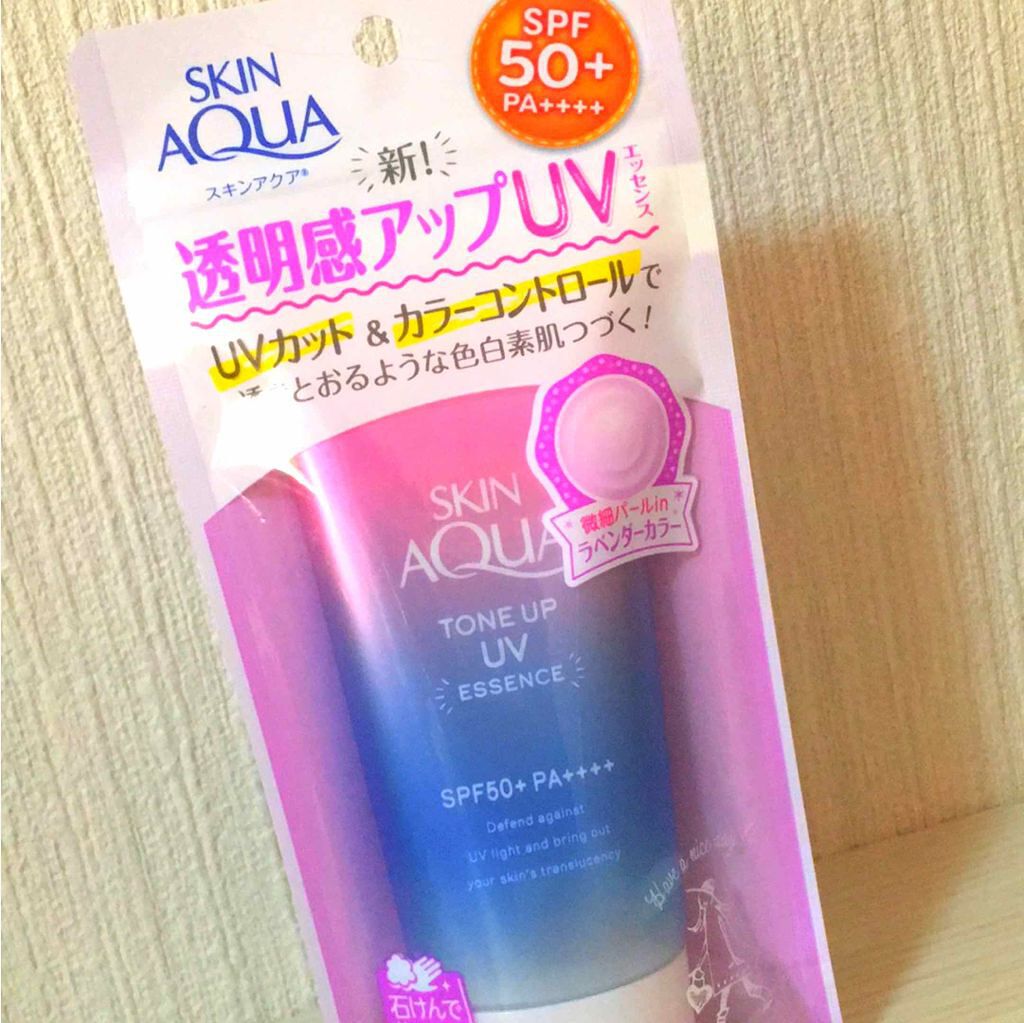 SPF
50+
PA++++
SKIN
AQUA
スキンアクア®
新!
透明感アップUV
エッセンス
UVカット&カラーコントロールで
とおるような色白素肌つづく!
微細パールin
ラベンダーカラー
SKIN
AQUA
TONE UP
UV
ESSENCE
SPF50+ PA++++
Defend against
UV light and bring out
your skin's translucency
Have a nice day
石けんで